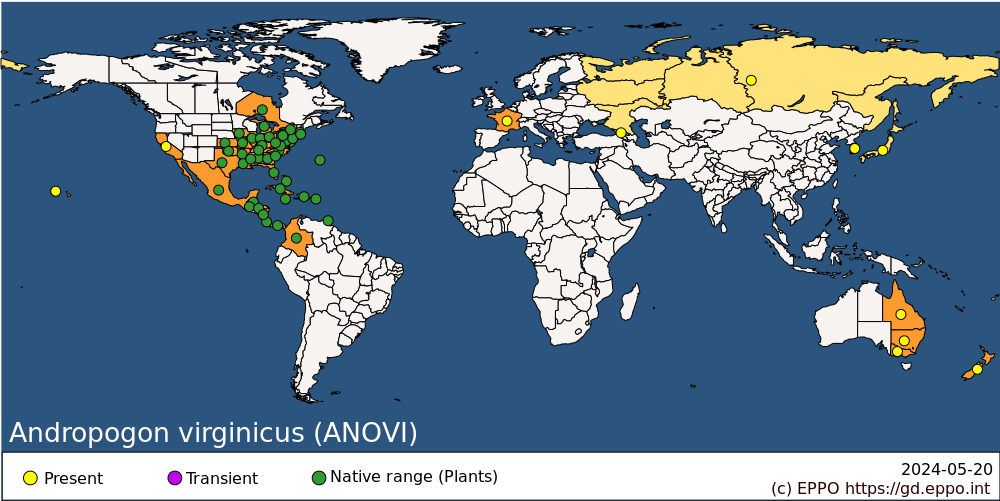 Andropogon virginicus (ANOVI)
Present
Transient
Native range (Plants)
2024-05-20
(c) EPPO https://gd.eppo.int